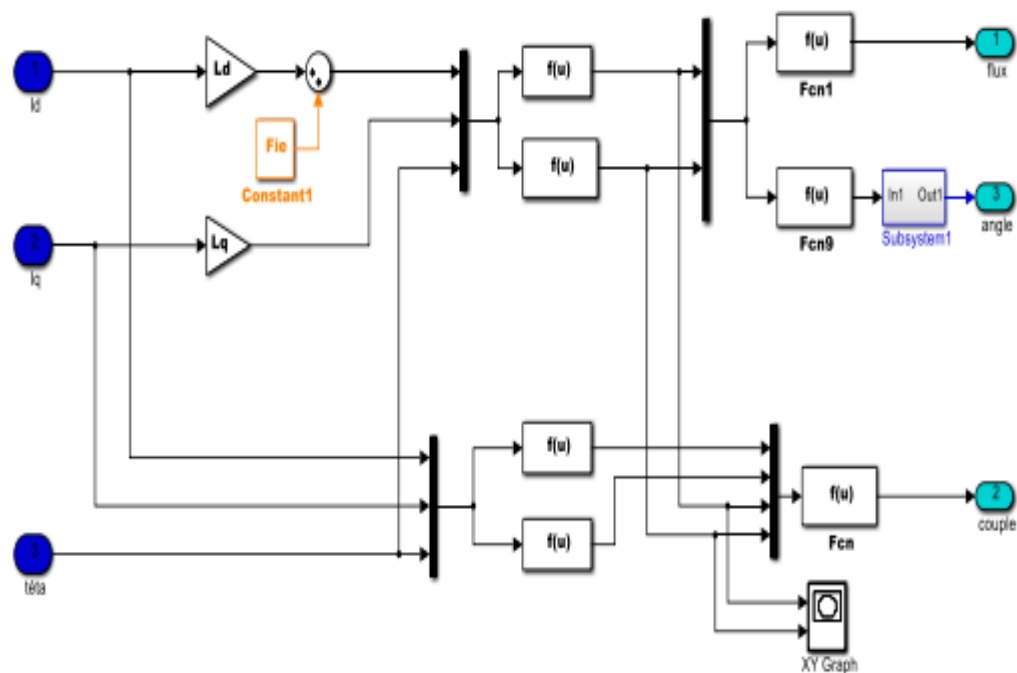 1
Id
Ld
Fie
Constant1
f(u)
f(u)
f(u)
Fcn1
1
flux
2
Iq
Lq
f(u)
Fcn9
In1 Out1
Subsystem1
3
angle
f(u)
f(u)
f(u)
Fcn
2
couple
3
téta
XY Graph